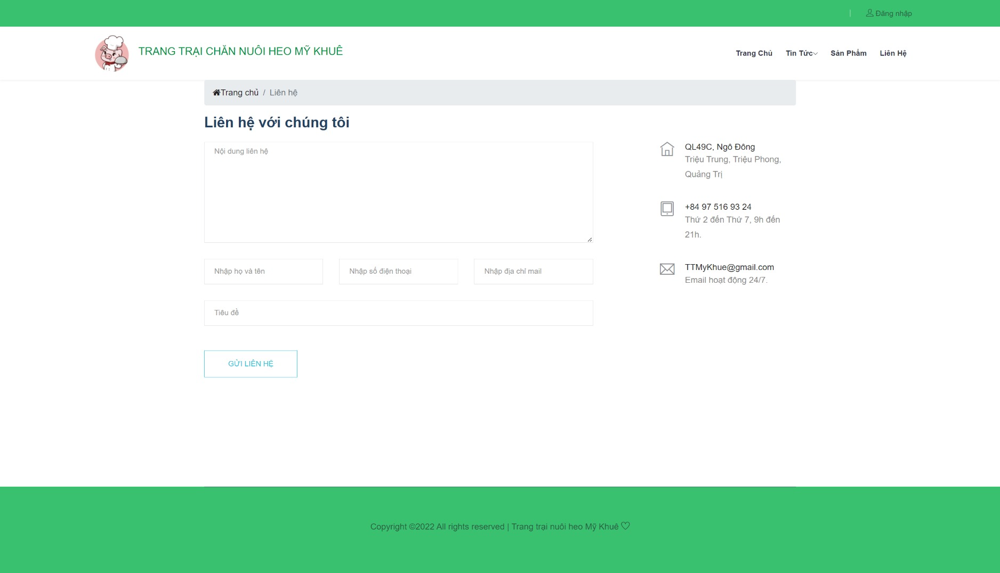 Đăng nhập
TRANG TRẠI CHĂN NUÔI HEO MỸ KHUÊ
Trang Chủ
Tin Tức
Sản Phẩm
Liên Hệ
Trang chủ / Liên hệ
Liên hệ với chúng tôi
Nội dung liên hệ
Nhập họ và tên
Nhập số điện thoại
Nhập địa chỉ mail
Tiêu đề
GỬI LIÊN HỆ
QL49C, Ngô Đông
Triệu Trung, Triệu Phong,
Quảng Trị
+84 97 516 93 24
Thứ 2 đến Thứ 7, 9h đến
21h.
TTMyKhue@gmail.com
Email hoạt động 24/7.
Copyright ©2022 All rights reserved | Trang trại nuôi heo Mỹ Khuê ♡